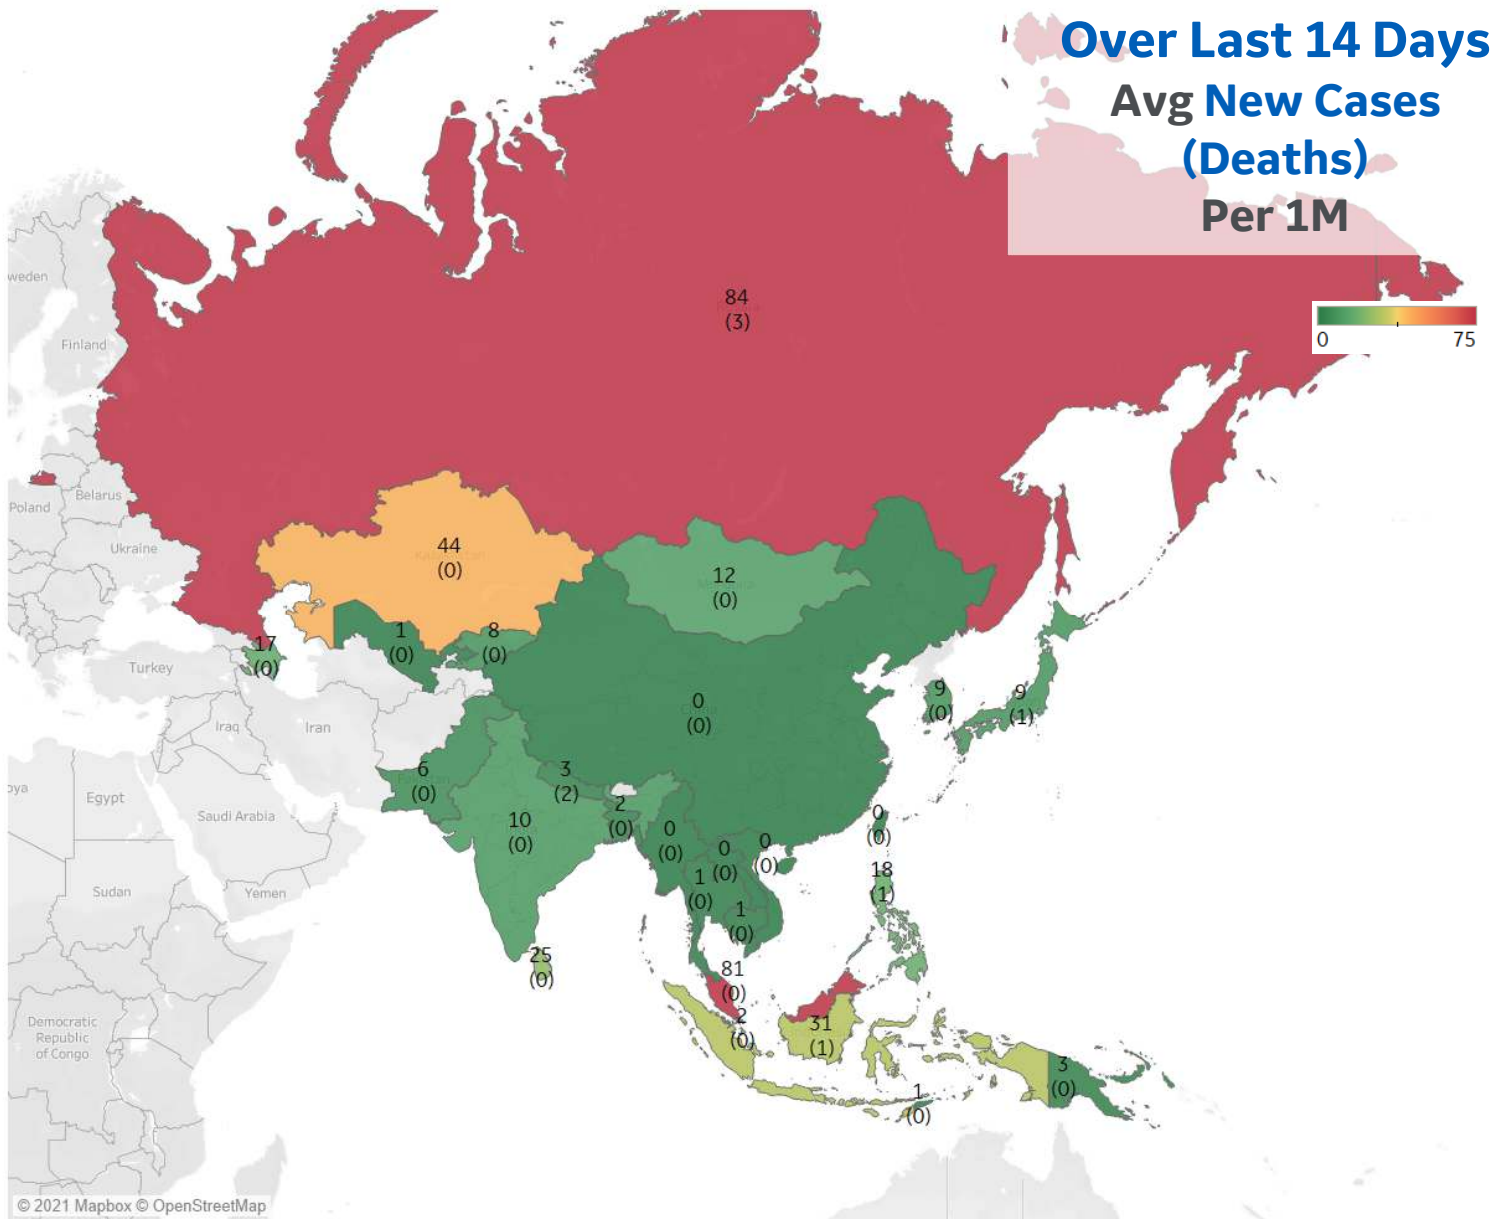 Over Last 14 Days
Avg New Cases
(Deaths)
Per 1M
0 75
84
(3)
weden
Finland
Belarus
Poland
Ukraine
44
(0)
12
(0)
1
(0)
8
(0)
17
(0)
Turkey
Iraq
Iran
0
(0)
9
(0)
9
(1)
6
(0)
3
(2)
2
(0)
10
(0)
0
(0)
0
(0)
0
(0)
0
(0)
1
(0)
1
(0)
18
(1)
25
(0)
81
(0)
2
(0)
31
(1)
1
(0)
3
(0)
oya
Egypt
Saudi Arabia
Sudan
Yemen
Democratic
Republic
of Congo
© 2021 Mapbox © OpenStreetMap